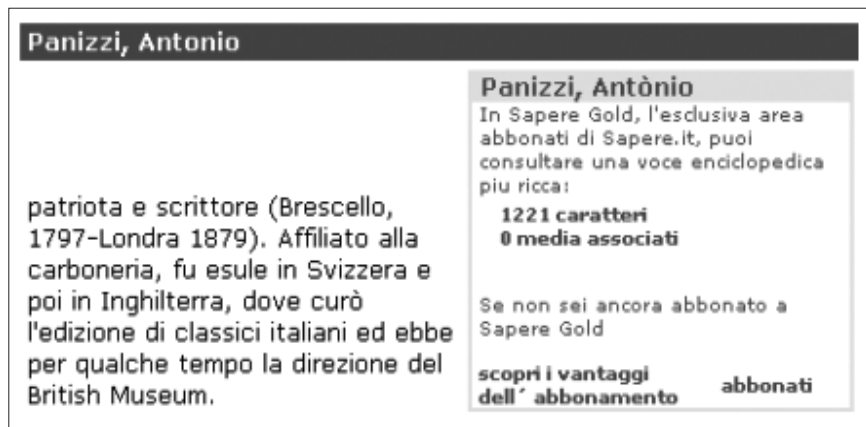 Panizzi, Antonio
patriota e scrittore (Brescello,
1797-Londra 1879). Affiliato alla
carboneria, fu esule in Svizzera e
poi in Inghilterra, dove curò
l'edizione di classici italiani ed ebbe
per qualche tempo la direzione del
British Museum.
Panizzi, Antònio
In Sapere Gold, l'esclusiva area
abbonati di Sapere.it, puoi
consultare una voce enciclopedica
piu ricca:
1221 caratteri
0 media associati
Se non sei ancora abbonato a
Sapere Gold
scopri i vantaggi
dell´ abbonamento
abbonati